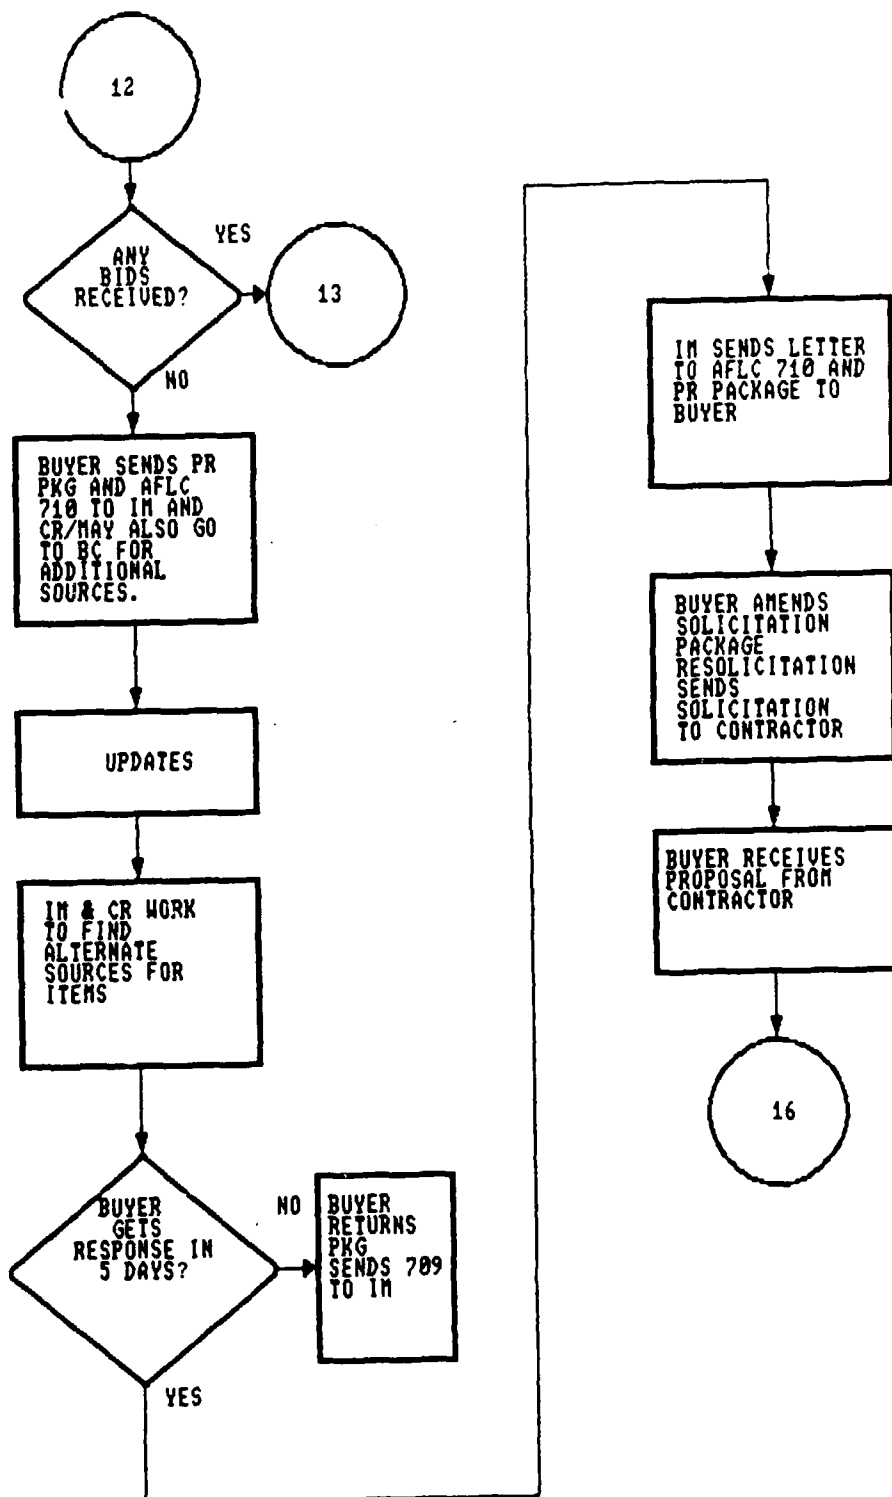 12
YES
ANY
BIDS
RECEIVED?
13
NO
BUYER SENDS PR
PKG AND AFLC
710 TO IM AND
CR/MAY ALSO GO
TO BC FOR
ADDITIONAL
SOURCES.
UPDATES
IM & CR WORK
TO FIND
ALTERNATE
SOURCES FOR
ITEMS
BUYER
GETS
RESPONSE IN
5 DAYS?
NO
BUYER
RETURNS
PKG
SENDS 709
TO IM
YES
IM SENDS LETTER
TO AFLC 710 AND
PR PACKAGE TO
BUYER
BUYER AMENDS
SOLICITATION
PACKAGE
RESOLICITATION
SENDS
SOLICITATION
TO CONTRACTOR
BUYER RECEIVES
PROPOSAL FROM
CONTRACTOR
16